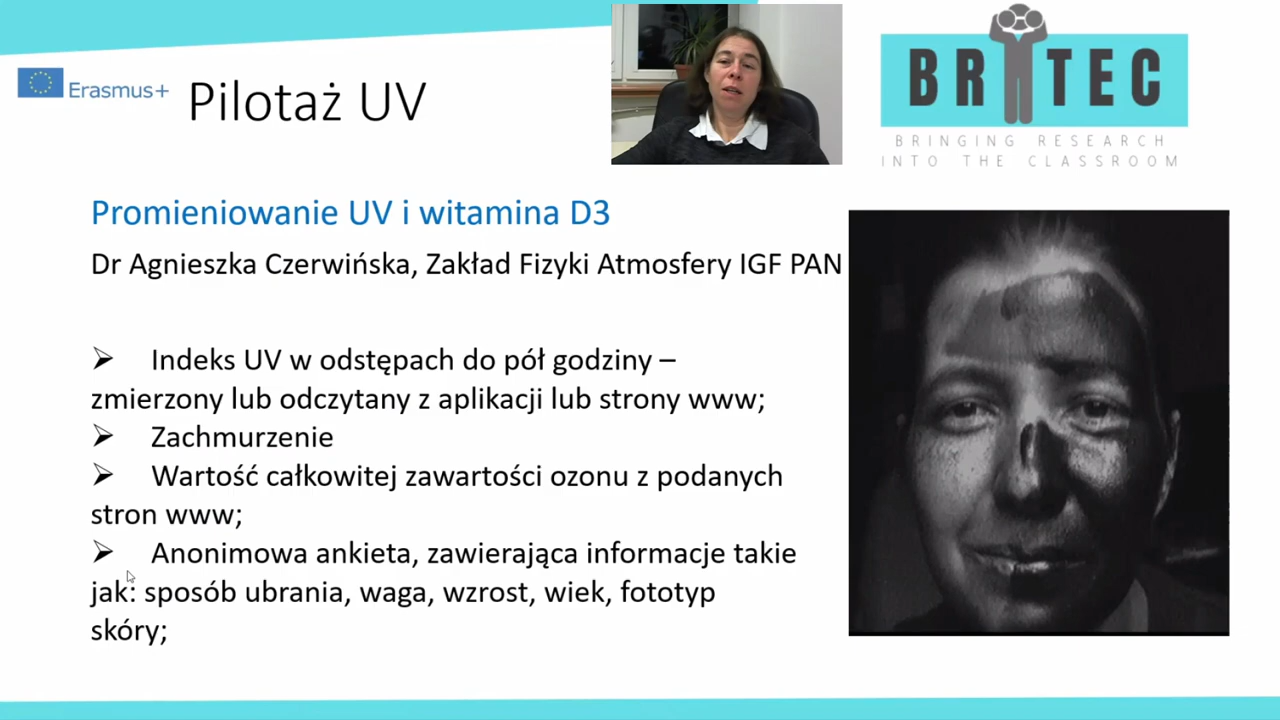 Erasmus+
Pilotaż UV
BRITEC
BRINGING RESEARCH
INTO THE CLASSROOM
Promieniowanie UV i witamina D3
Dr Agnieszka Czerwińska, Zakład Fizyki Atmosfery IGF PAN
➢ Indeks UV w odstępach do pół godziny –
zmierzony lub odczytany z aplikacji lub strony www;
➢ Zachmurzenie
➢ Wartość całkowitej zawartości ozonu z podanych
stron www;
➢ Anonimowa ankieta, zawierająca informacje takie
jak: sposób ubrania, waga, wzrost, wiek, fototyp
skóry;